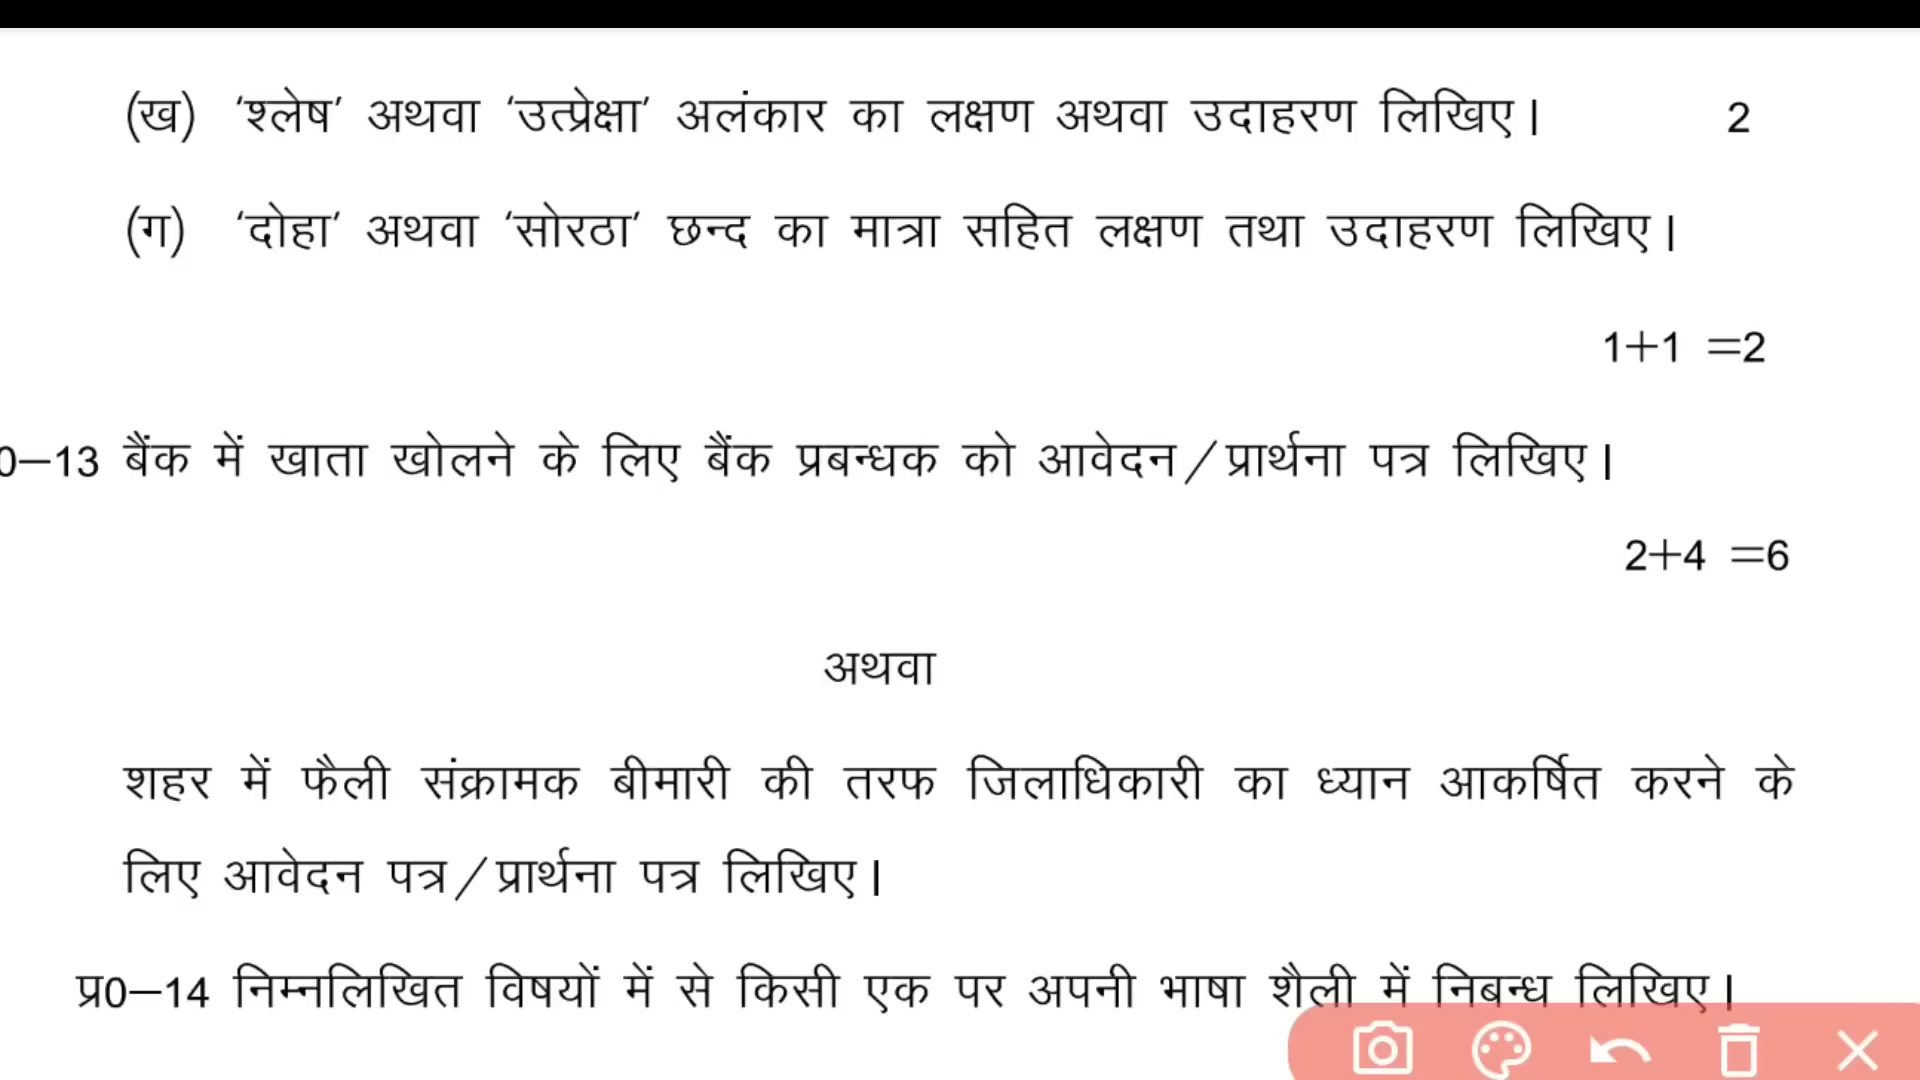 (ख) ‘श्लेष’ अथवा ‘उत्प्रेक्षा’ अलंकार का लक्षण अथवा उदाहरण लिखिए। 2
(ग) ‘दोहा’ अथवा ‘सोरठा’ छन्द का मात्रा सहित लक्षण तथा उदाहरण लिखिए।
1+1 =2
0–13 बैंक में खाता खोलने के लिए बैंक प्रबन्धक को आवेदन/प्रार्थना पत्र लिखिए।
2+4 =6
अथवा
शहर में फैली संक्रामक बीमारी की तरफ जिलाधिकारी का ध्यान आकर्षित करने के
लिए आवेदन पत्र/प्रार्थना पत्र लिखिए।
प्र0–14 निम्नलिखित विषयों में से किसी एक पर अपनी भाषा शैली में निबन्ध लिखिए।